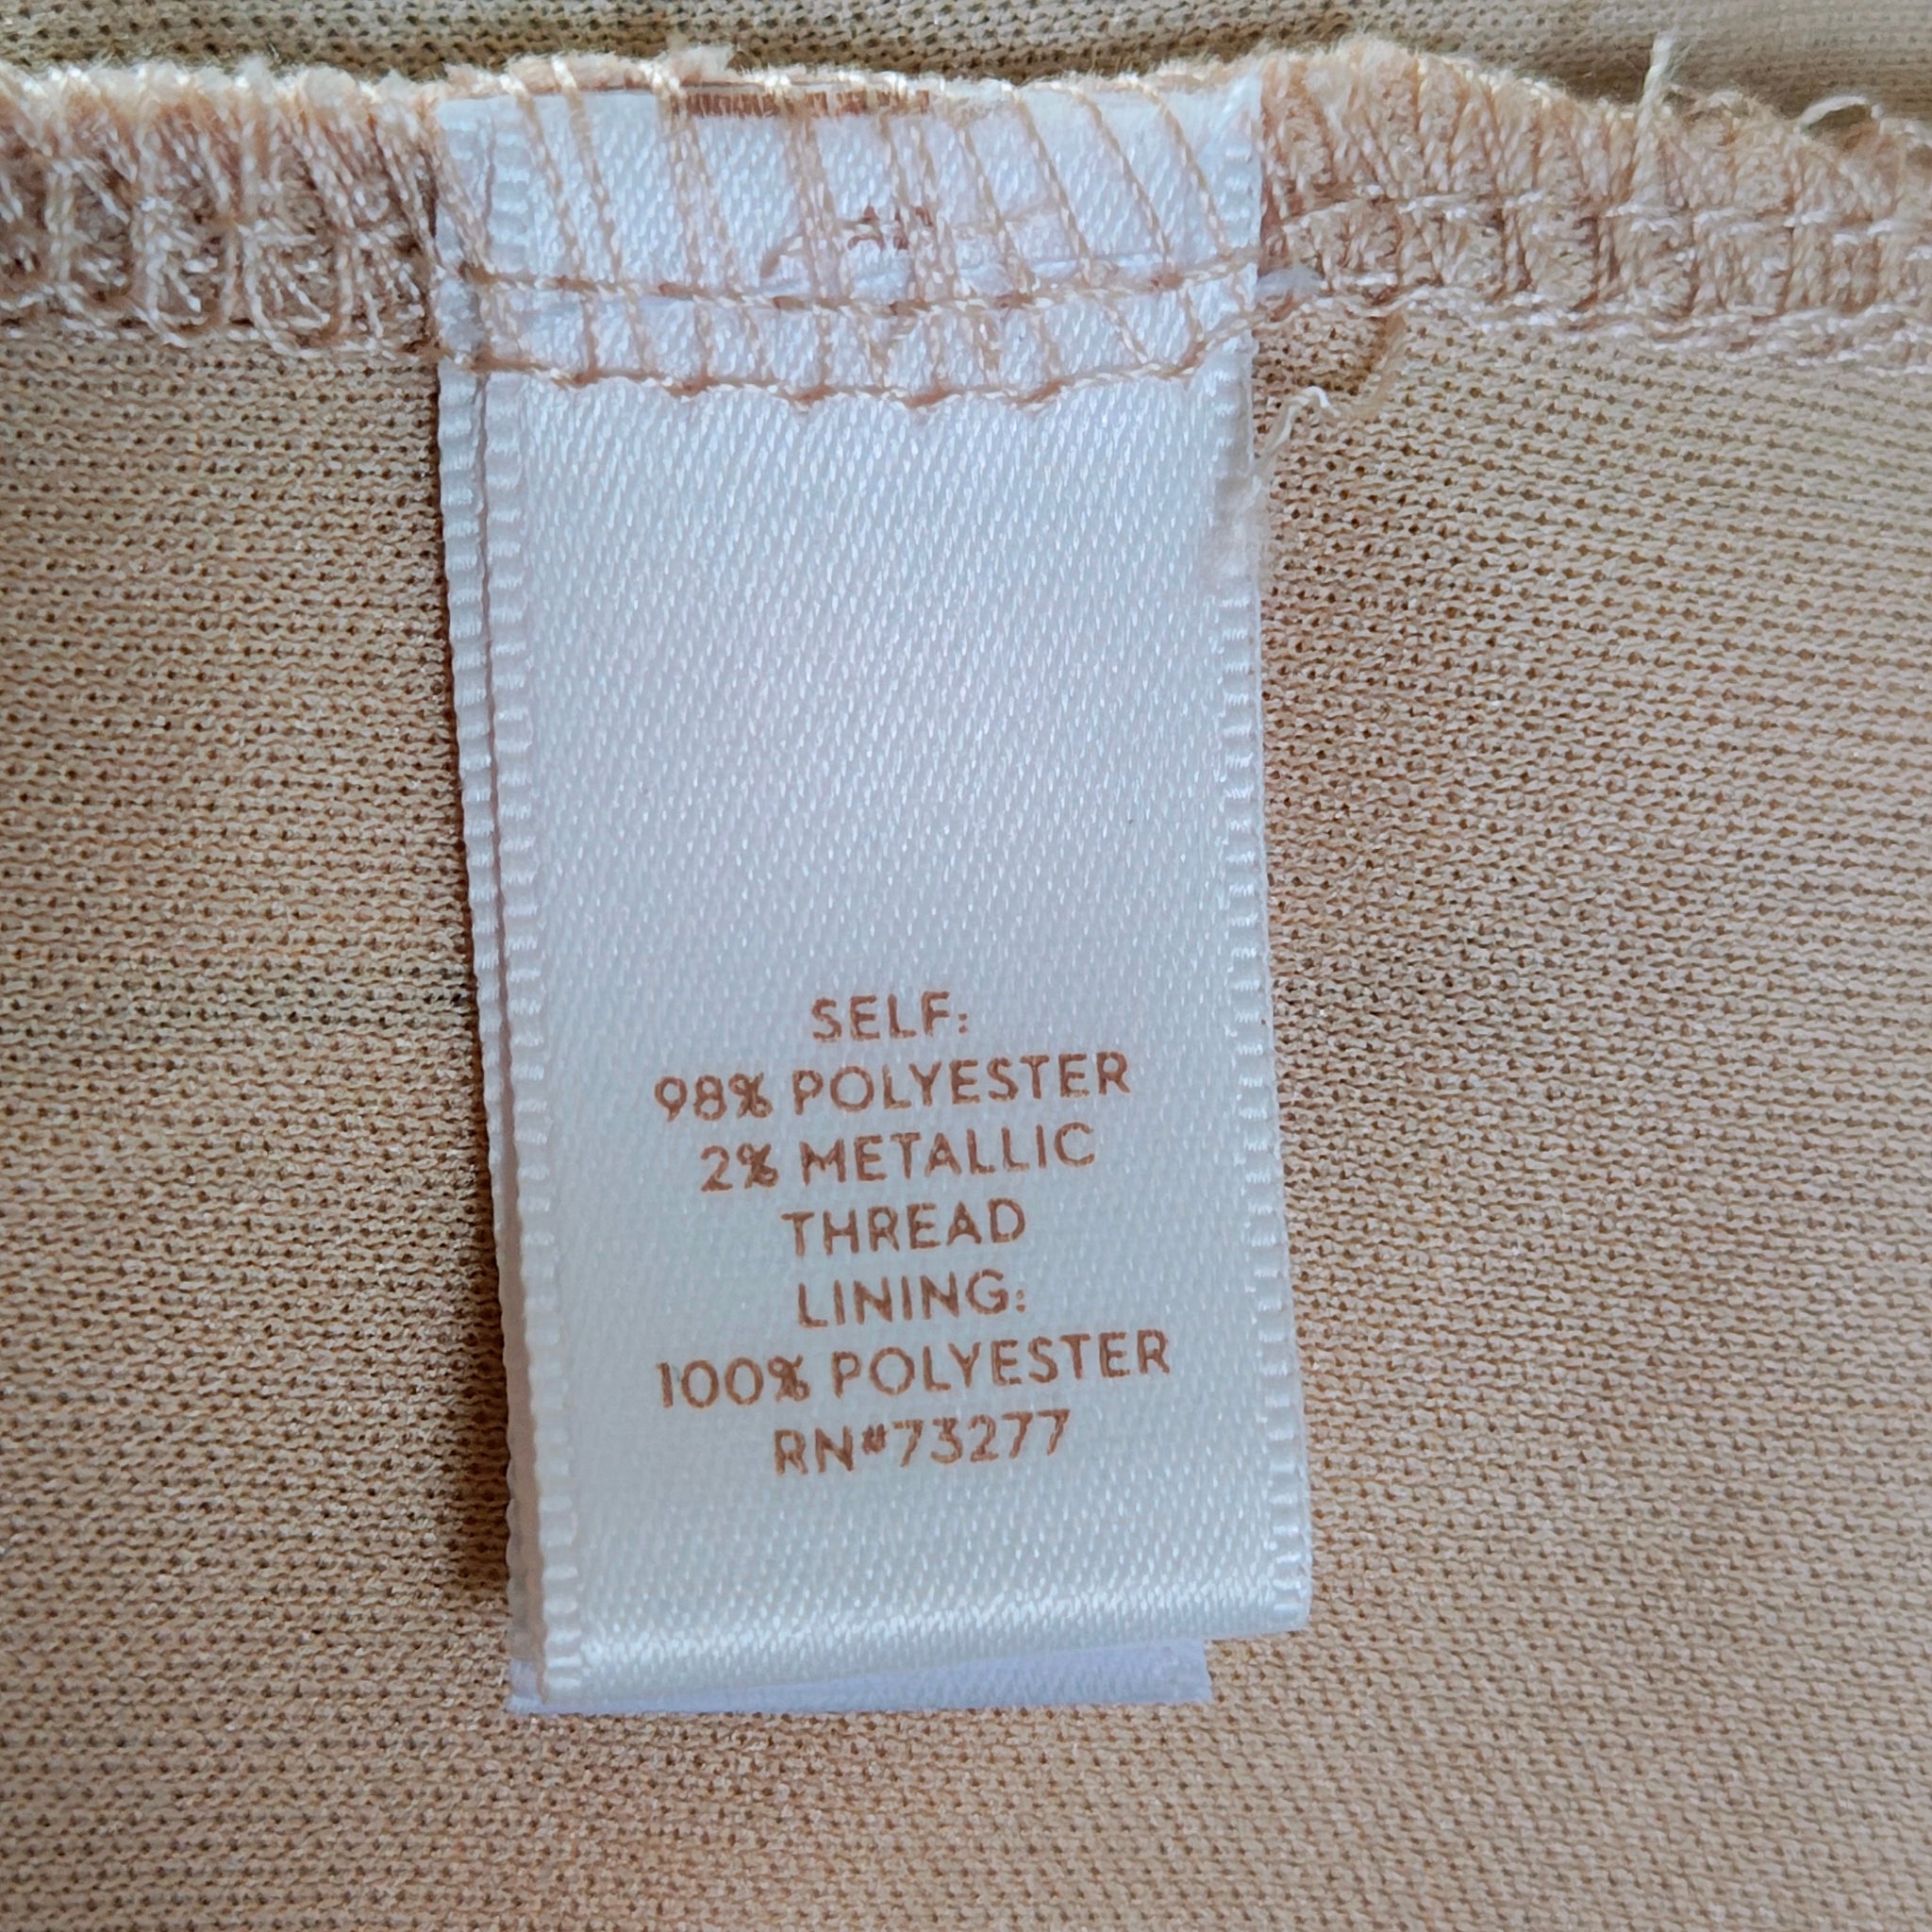 SELF:
98% POLYESTER
2% METALLIC
THREAD
LINING:
100% POLYESTER
RN#73277